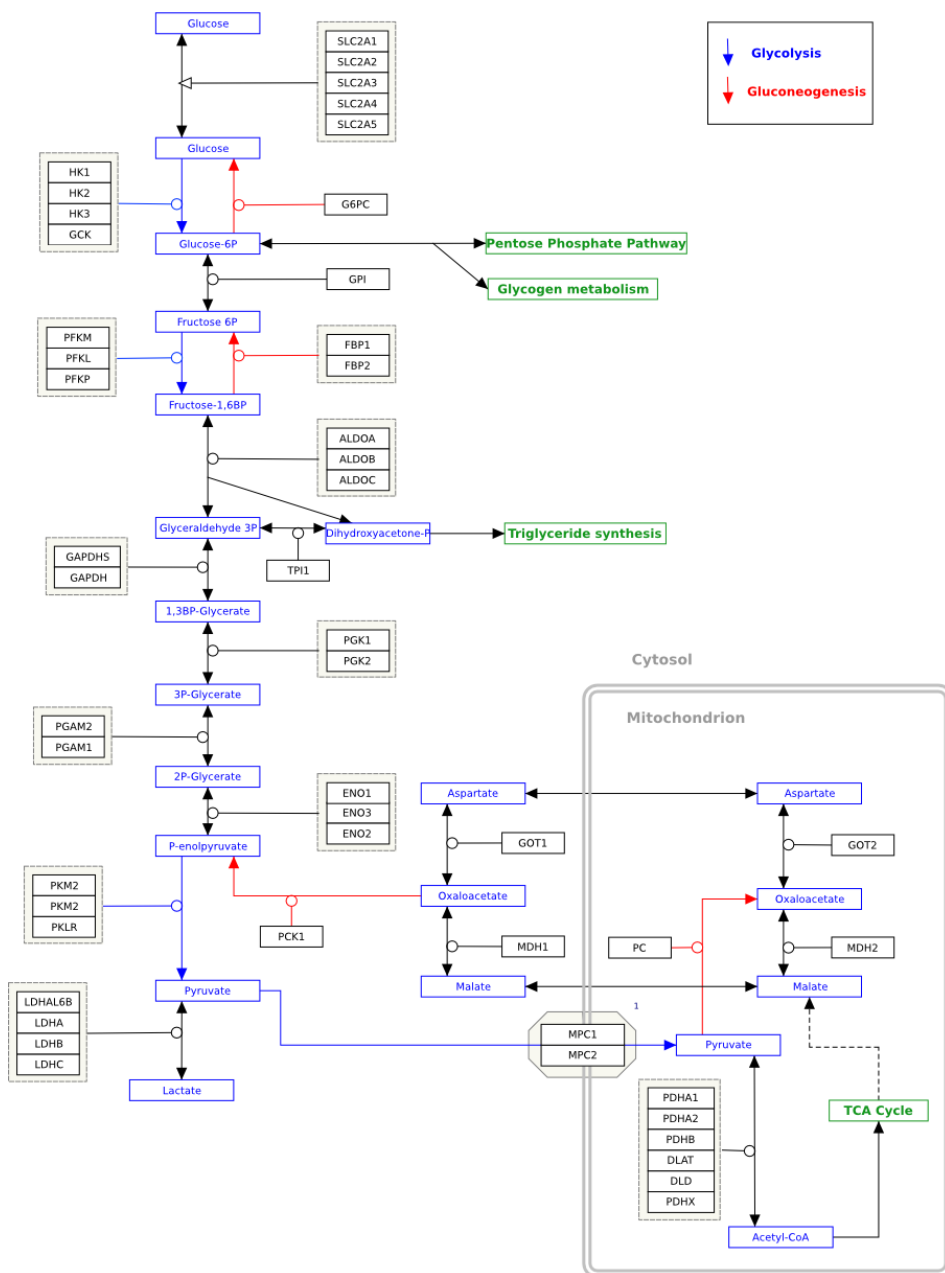 Glucose
SLC2A1
SLC2A2
SLC2A3
SLC2A4
SLC2A5
Glycolysis
Gluconeogenesis
Glucose
HK1
HK2
HK3
GCK
G6PC
Glucose-6P
Pentose Phosphate Pathway
GPI
Glycogen metabolism
Fructose 6P
PFKM
PFKL
PFKP
FBP1
FBP2
Fructose-1,6BP
ALDOA
ALDOB
ALDOC
Glyceraldehyde 3P
Dihydroxyacetone-P
Triglyceride synthesis
GAPDHS
GAPDH
TPI1
1,3BP-Glycerate
PGK1
PGK2
Cytosol
3P-Glycerate
Mitochondrion
PGAM2
PGAM1
2P-Glycerate
ENO1
ENO3
ENO2
Aspartate
Aspartate
P-enolpyruvate
GOT1
GOT2
PKM2
PKM2
PKLR
Oxaloacetate
Oxaloacetate
PCK1
MDH1
PC
MDH2
Pyruvate
Malate
Malate
LDHAL6B
LDHA
LDHB
LDHC
1
MPC1
MPC2
Pyruvate
Lactate
PDHA1
PDHA2
PDHB
DLAT
DLD
PDHX
TCA Cycle
Acetyl-CoA